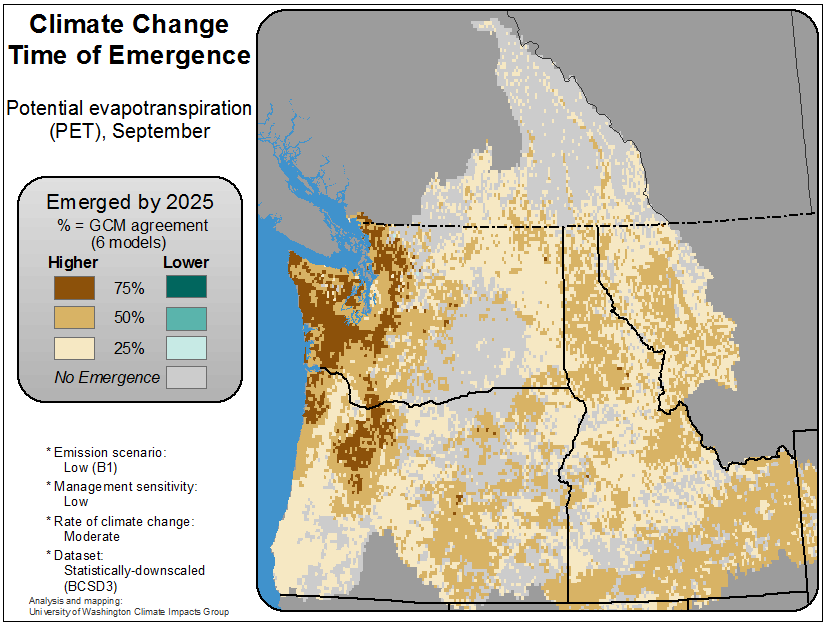 Climate Change
Time of Emergence
Potential evapotranspiration
(PET), September
Emerged by 2025
% = GCM agreement
(6 models)
Higher Lower
75%
50%
25%
No Emergence
* Emission scenario:
Low (B1)
* Management sensitivity:
Low
* Rate of climate change:
Moderate
* Dataset:
Statistically-downscaled
(BCSD3)
Analysis and mapping:
University of Washington Climate Impacts Group